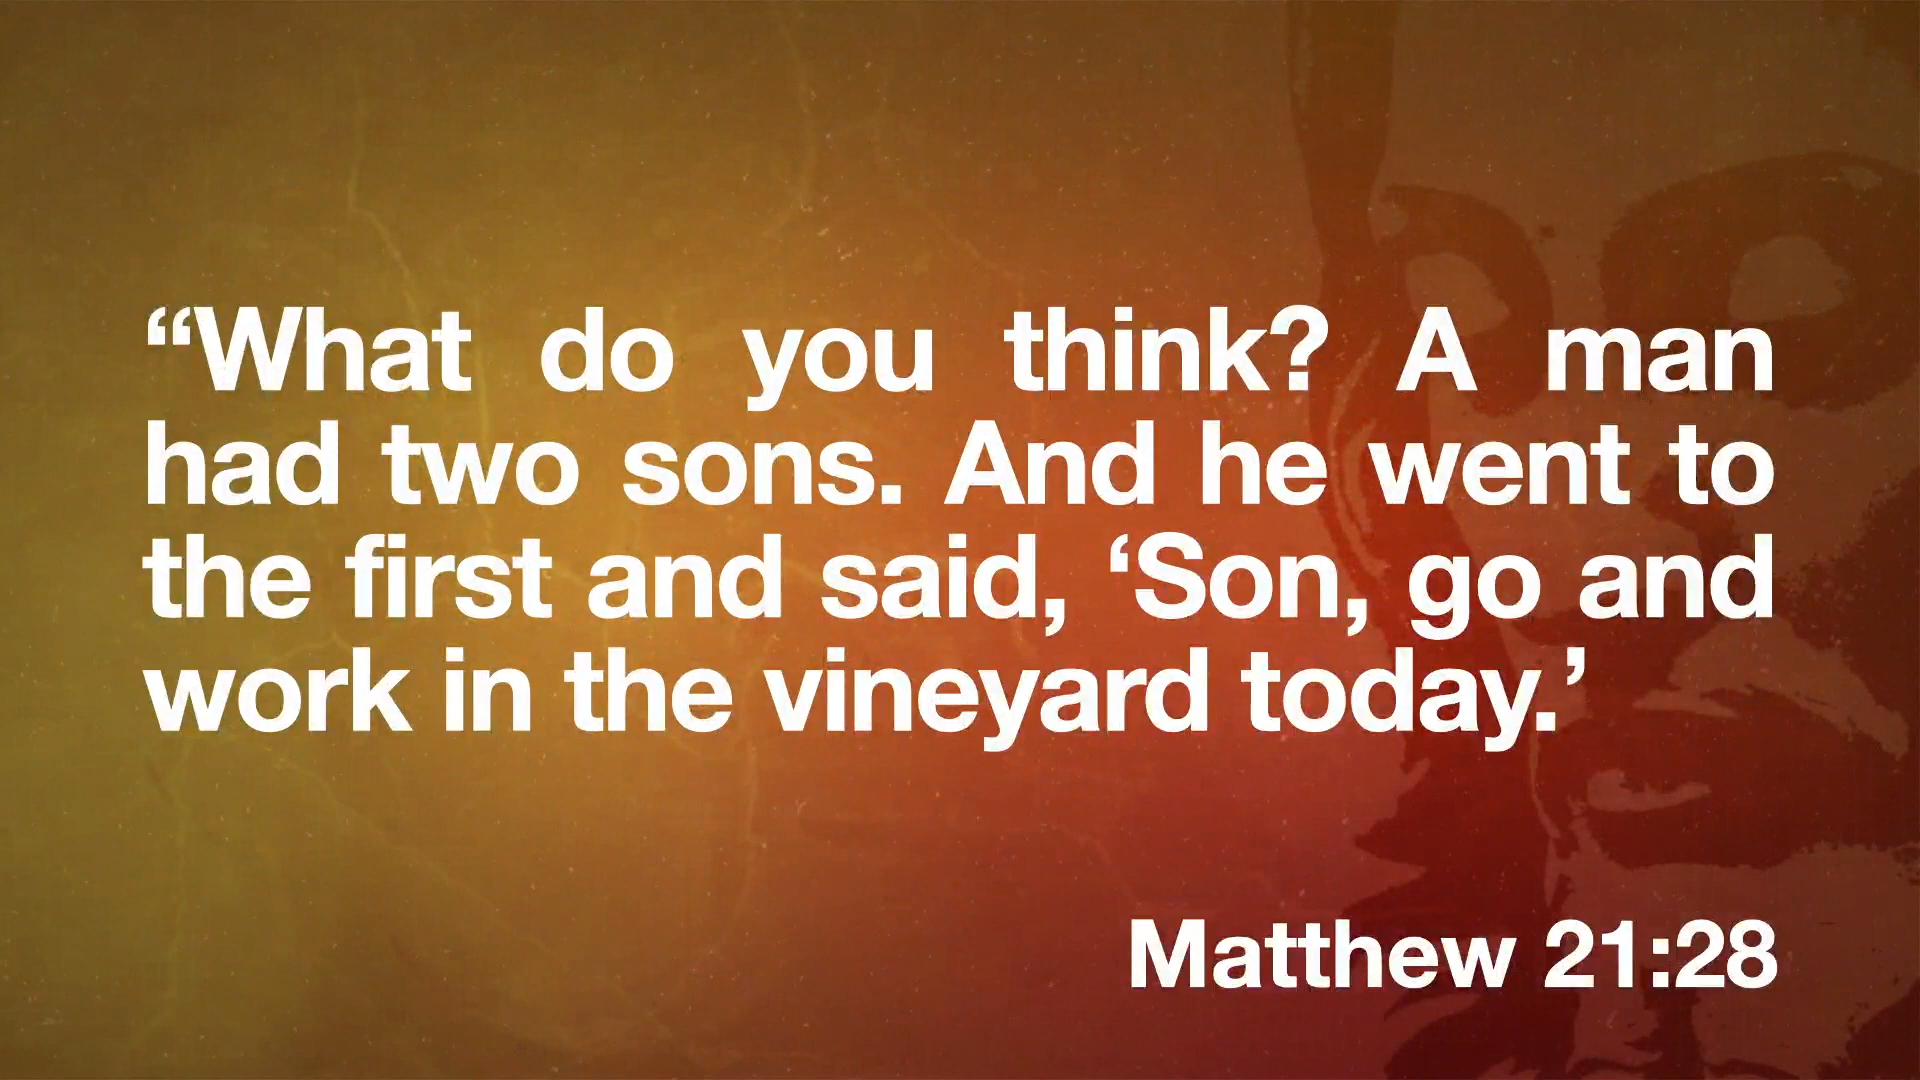 “What do you think? A man
had two sons. And he went to
the first and said, ‘Son, go and
work in the vineyard today.’
Matthew 21:28